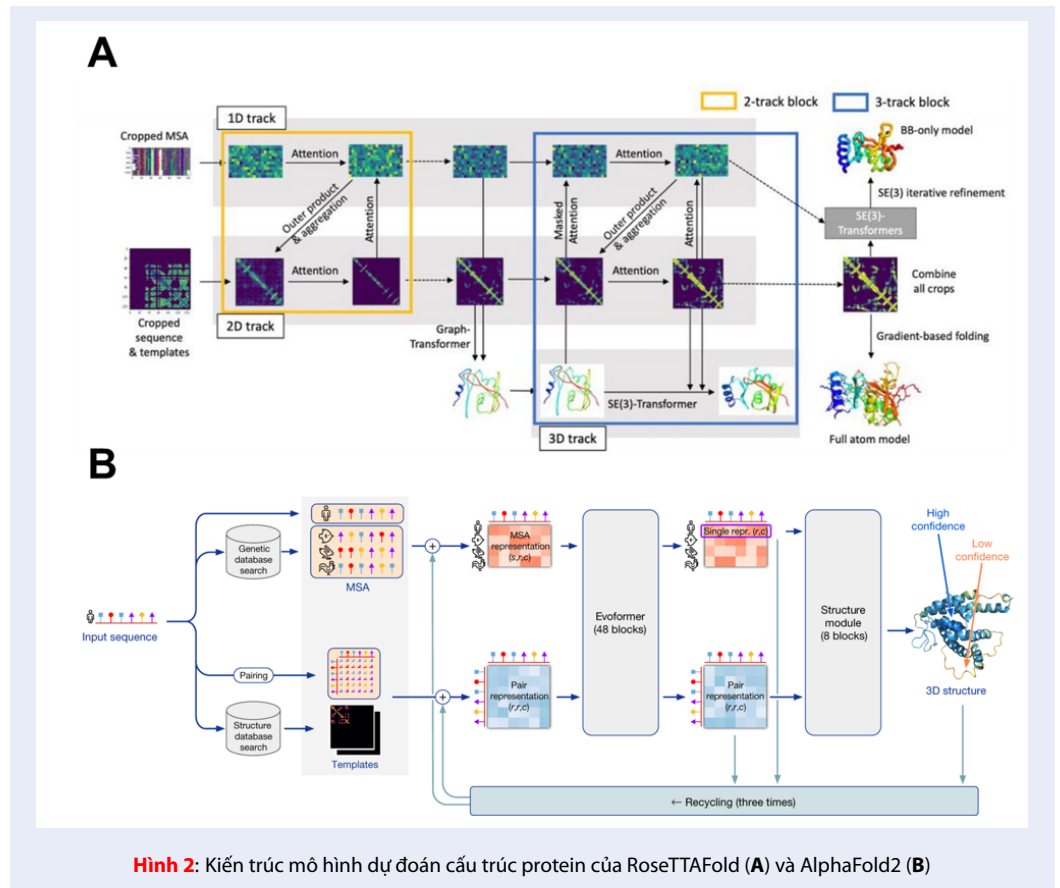 A
2-track block
3-track block
1D track
Cropped MSA
Attention
Attention
BB-only model
Outer product
& aggregation
Attention
Masked
Attention
Outer product
& aggregation
Attention
SE(3) iterative refinement
SE(3)-
Transformers
Attention
Attention
Combine
all crops
Cropped
sequence
& templates
2D track
Graph-
Transformer
Gradient-based folding
SE(3)-Transformer
3D track
Full atom model
B
Genetic
database
search
MSA
MSA
representation
(s,r,c)
Single repr. (r,c)
High
confidence
Low
confidence
Input sequence
Evoformer
(48 blocks)
Structure
module
(8 blocks)
3D structure
Pairing
Pair
representation
(r,r,c)
Pair
representation
(r,r,c)
Structure
database
search
Templates
← Recycling (three times)
Hình 2: Kiến trúc mô hình dự đoán cấu trúc protein của RoseTTAFold (A) và AlphaFold2 (B)